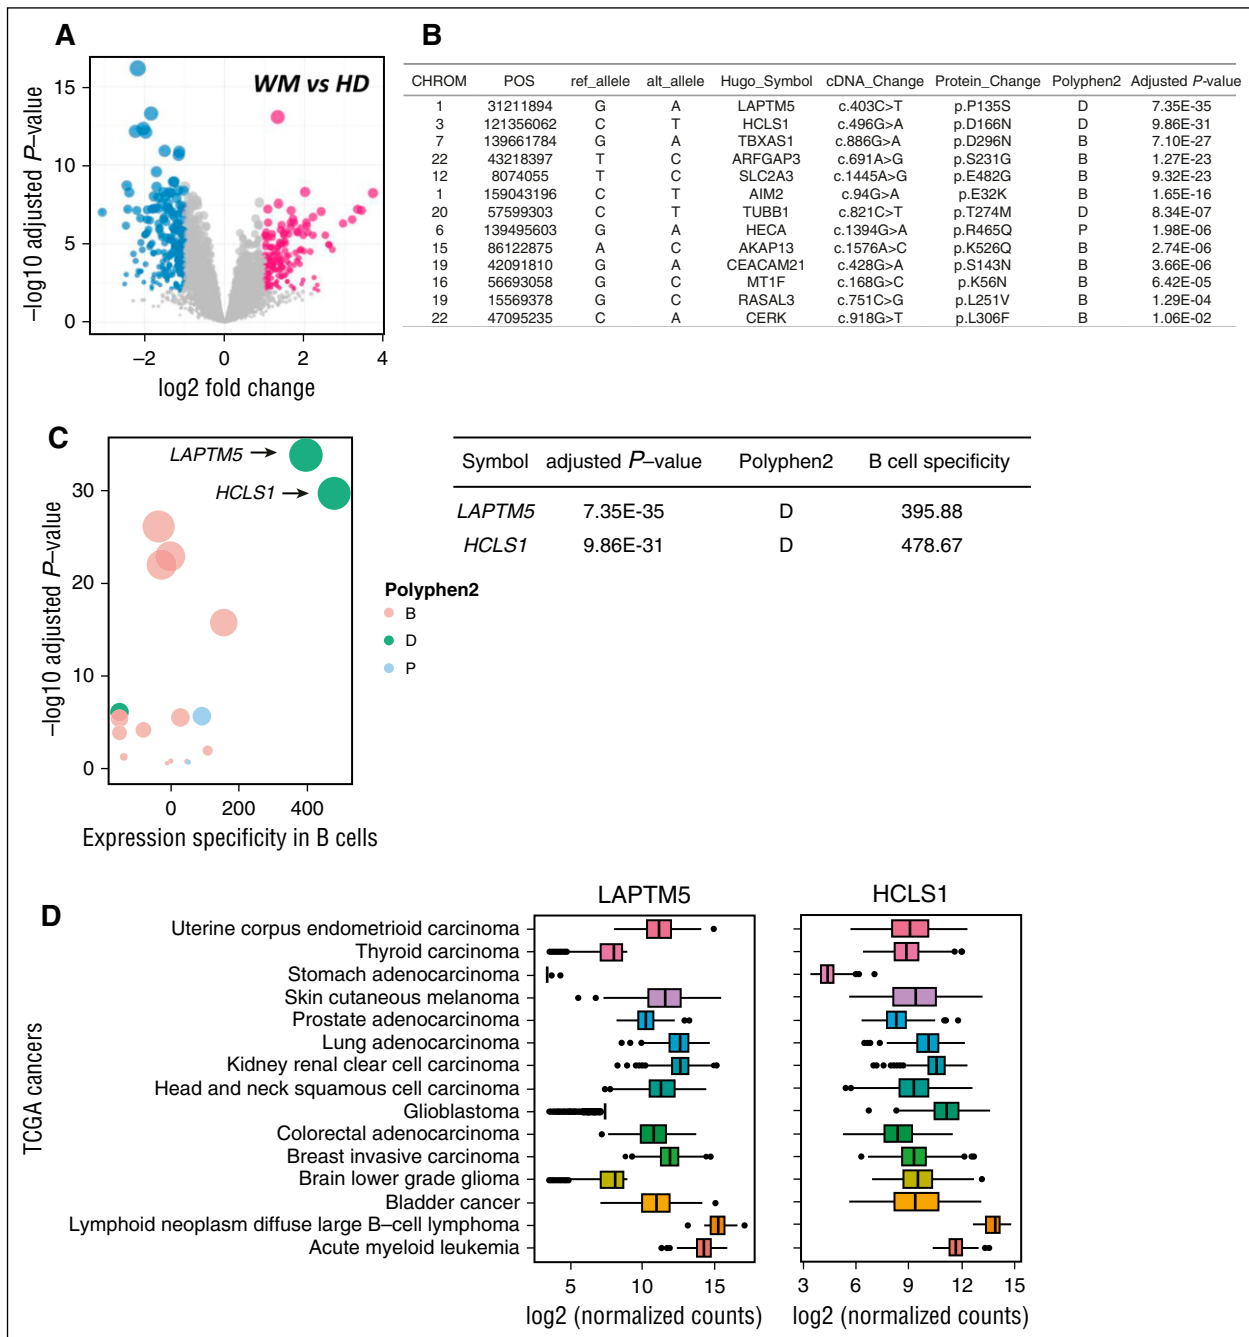 A
WM vs HD
15
10
5
0
−2 0 2 4
−log10 adjusted P−value
log2 fold change
B
CHROM POS ref_allele alt_allele Hugo_Symbol cDNA_Change Protein_Change Polyphen2 Adjusted P-value
1 31211894 G A LAPTM5 c.403C>T p.P135S D 7.35E-35
3 121356062 C T HCLS1 c.496G>A p.D166N D 9.86E-31
7 139661784 G A TBXAS1 c.886G>A p.D296N B 7.10E-27
22 43218397 T C ARFGAP3 c.691A>G p.S231G B 1.27E-23
12 8074055 T C SLC2A3 c.1445A>G p.E482G B 9.32E-23
1 159043196 C T AIM2 c.94G>A p.E32K B 1.65E-16
20 57599303 C T TUBB1 c.821C>T p.T274M D 8.34E-07
6 139495603 G A HECA c.1394G>A p.R465Q P 1.98E-06
15 86122875 A C AKAP13 c.1576A>C p.K526Q B 2.74E-06
19 42091810 G A CEACAM21 c.428G>A p.S143N B 3.66E-06
16 56693058 G C MT1F c.168G>C p.K56N B 6.42E-05
19 15569378 G C RASAL3 c.751C>G p.L251V B 1.29E-04
22 47095235 C A CERK c.918G>T p.L306F B 1.06E-02
C
LAPTM5
HCLS1
30
20
10
0
0 200 400
−log10 adjusted P−value
Expression specificity in B cells
Polyphen2
B
D
P
Symbol adjusted P−value Polyphen2 B cell specificity
LAPTM5 7.35E-35 D 395.88
HCLS1 9.86E-31 D 478.67
D
LAPTM5 HCLS1
TCGA cancers
Uterine corpus endometrioid carcinoma
Thyroid carcinoma
Stomach adenocarcinoma
Skin cutaneous melanoma
Prostate adenocarcinoma
Lung adenocarcinoma
Kidney renal clear cell carcinoma
Head and neck squamous cell carcinoma
Glioblastoma
Colorectal adenocarcinoma
Breast invasive carcinoma
Brain lower grade glioma
Bladder cancer
Lymphoid neoplasm diffuse large B−cell lymphoma
Acute myeloid leukemia
5 10 15 3 6 9 12 15
log2 (normalized counts) log2 (normalized counts)